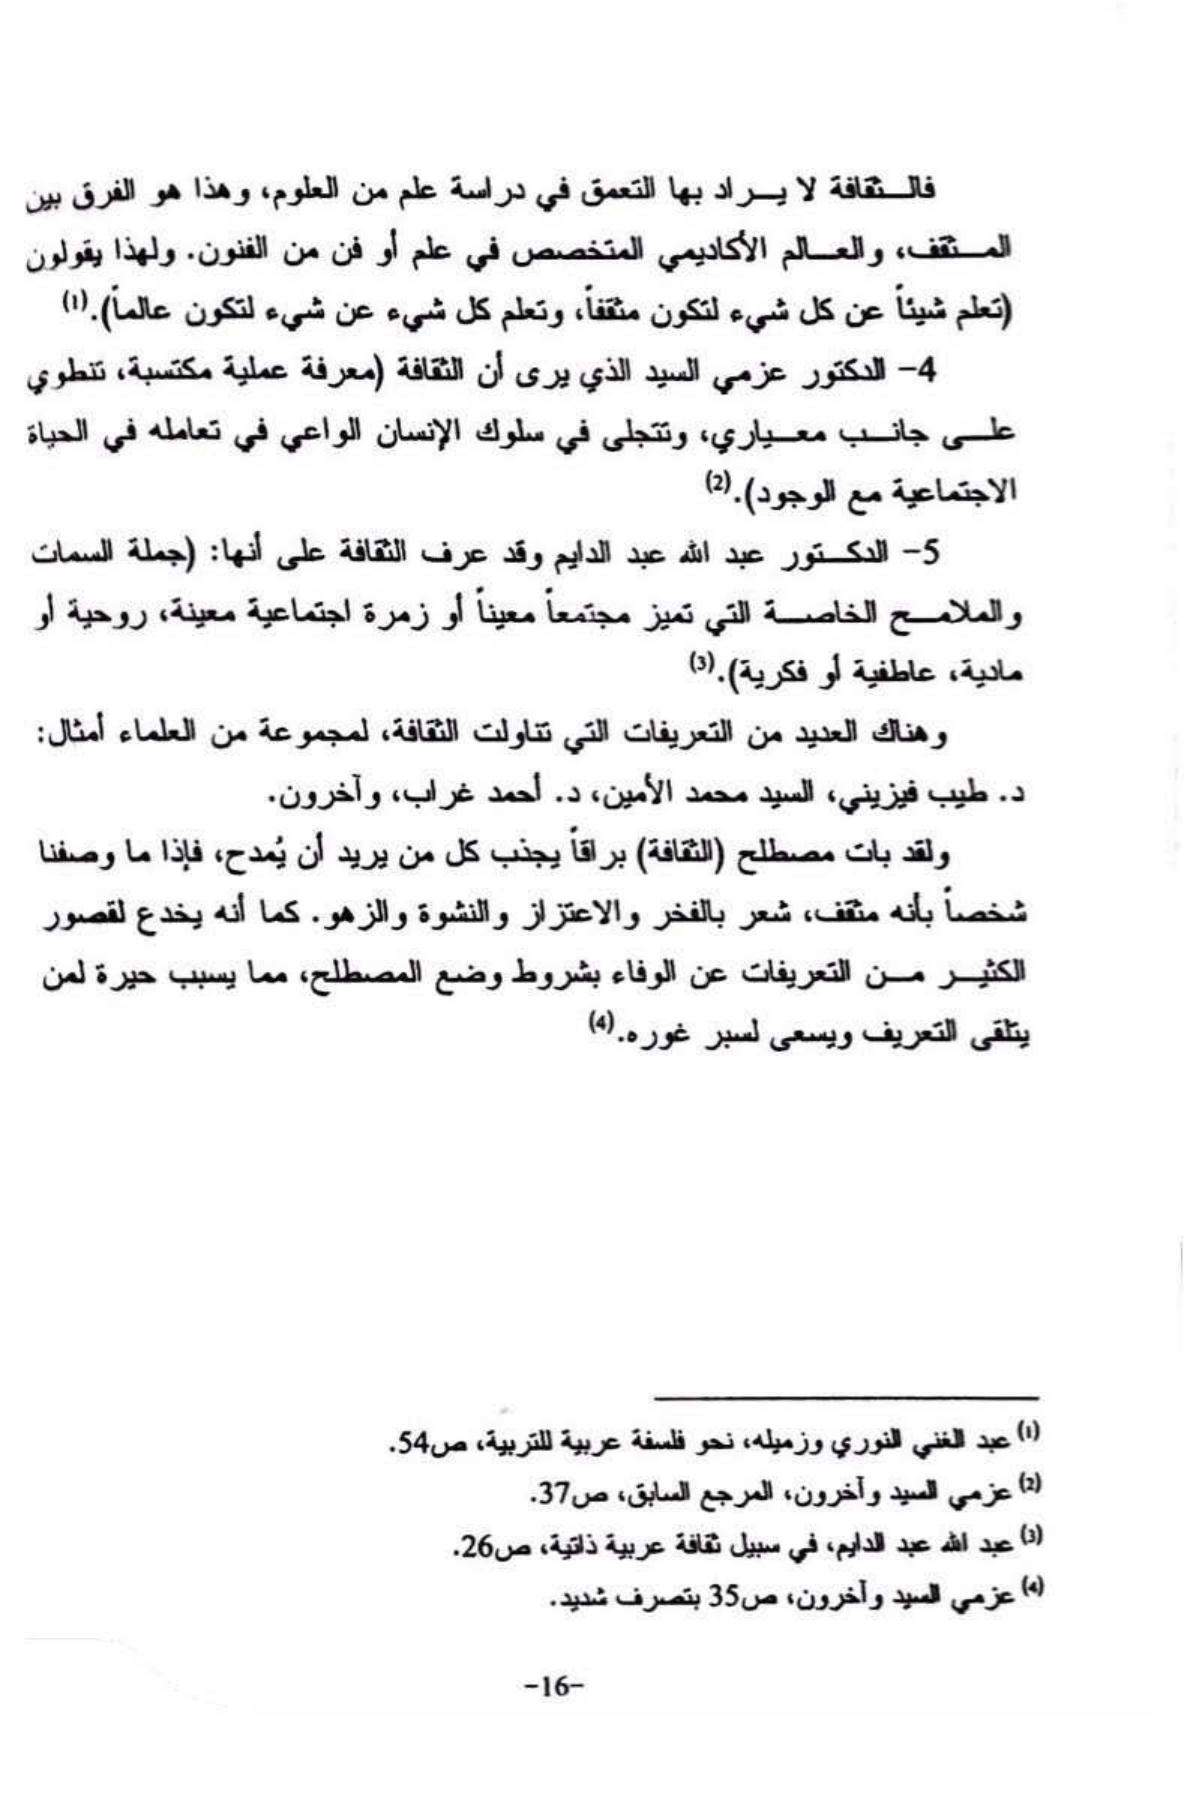 فالثقافة لا يراد بها التعمق في دراسة علم من العلوم، وهذا هو الفرق بين
المثقف، والعالم الأكاديمي المتخصص في علم أو فن من الفنون. ولهذا يقولون
(تعلم شيئاً عن كل شيء لتكون مثقفاً، وتعلم كل شيء عن شيء لتكون عالماً).(1)
4- الدكتور عزمي السيد الذي يرى أن الثقافة (معرفة عملية مكتسبة، تنطوي
على جانب معياري، وتتجلى في سلوك الإنسان الواعي في تعامله في الحياة
الاجتماعية مع الوجود).(2)
5- الدكتور عبد الله عبد الدايم وقد عرف الثقافة على أنها: (جملة السمات
والملامح الخاصة التي تميز مجتمعاً معيناً أو زمرة اجتماعية معينة، روحية أو
مادية، عاطفية أو فكرية).(3)
وهناك العديد من التعريفات التي تناولت الثقافة، لمجموعة من العلماء أمثال:
د. طيب فيزيني، السيد محمد الأمين، د. أحمد غراب، وآخرون.
ولقد بات مصطلح (الثقافة) براقاً يجذب كل من يريد أن يُمدح، فإذا ما وصفنا
شخصاً بأنه مثقف، شعر بالفخر والاعتزاز والنشوة والزهو. كما أنه يخدع لقصور
الكثير من التعريفات عن الوفاء بشروط وضع المصطلح، مما يسبب حيرة لمن
يتلقى التعريف ويسعى لسبر غوره.(4)
(1) عبد الغني النوري وزميله، نحو فلسفة عربية للتربية، ص54.
(2) عزمي السيد وآخرون، المرجع السابق، ص37.
(3) عبد الله عبد الدايم، في سبيل ثقافة عربية ذاتية، ص26.
(4) عزمي السيد وآخرون، ص35 بتصرف شديد.
-16-